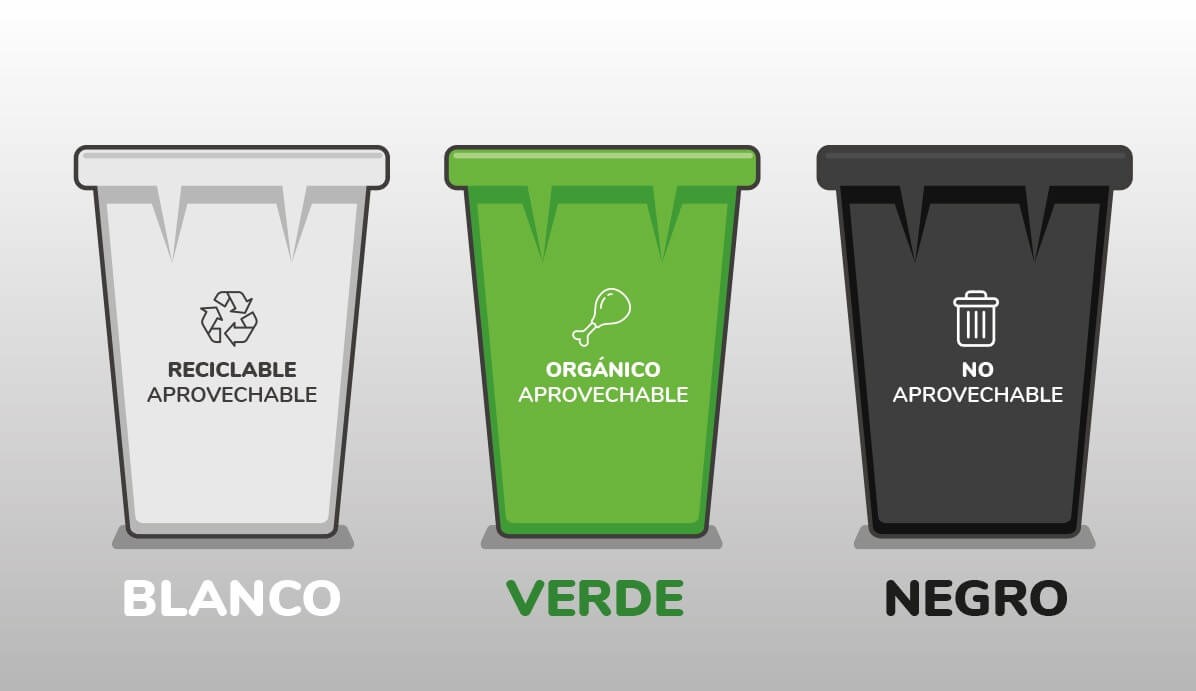 RECICLABLE
APROVECHABLE
ORGÁNICO
APROVECHABLE
NO
APROVECHABLE
BLANCO
VERDE
NEGRO